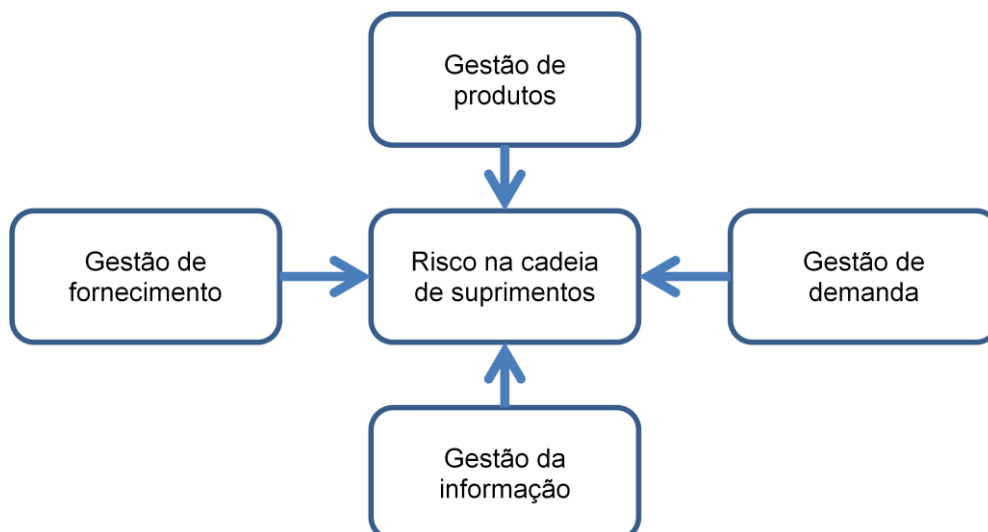 Gestão de
produtos
Gestão de
fornecimento
Risco na cadeia
de suprimentos
Gestão de
demanda
Gestão da
informação